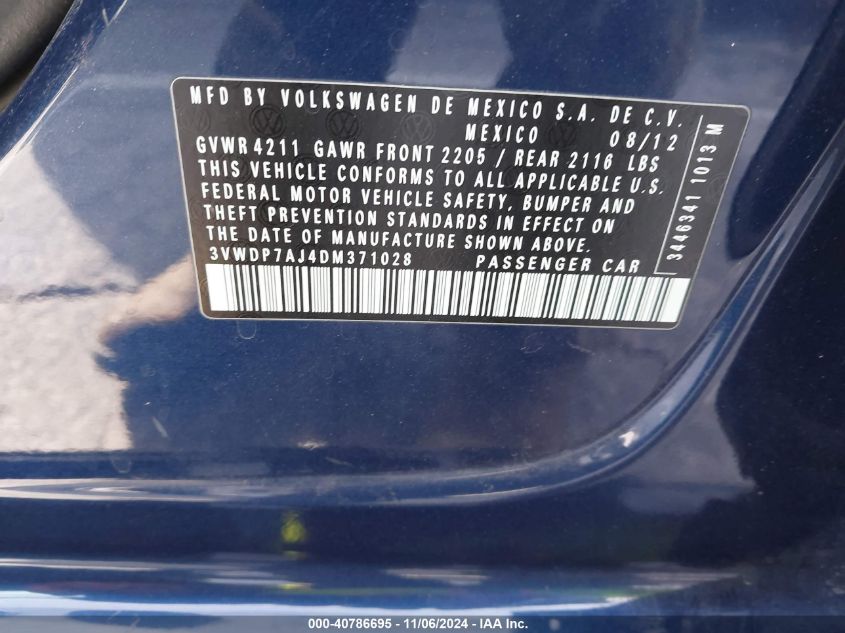 MFD BY VOLKSWAGEN DE MEXICO S.A. DE C.V.
MEXICO 08/12
GVWR 4211 GAWR FRONT 2205 / REAR 2116 LBS
THIS VEHICLE CONFORMS TO ALL APPLICABLE U.S.
FEDERAL MOTOR VEHICLE SAFETY, BUMPER AND
THEFT PREVENTION STANDARDS IN EFFECT ON
THE DATE OF MANUFACTURE SHOWN ABOVE.
3VWDP7AJ4DM371028 PASSENGER CAR
3446341 1013 M
000-40786695 - 11/06/2024 - IAA Inc.